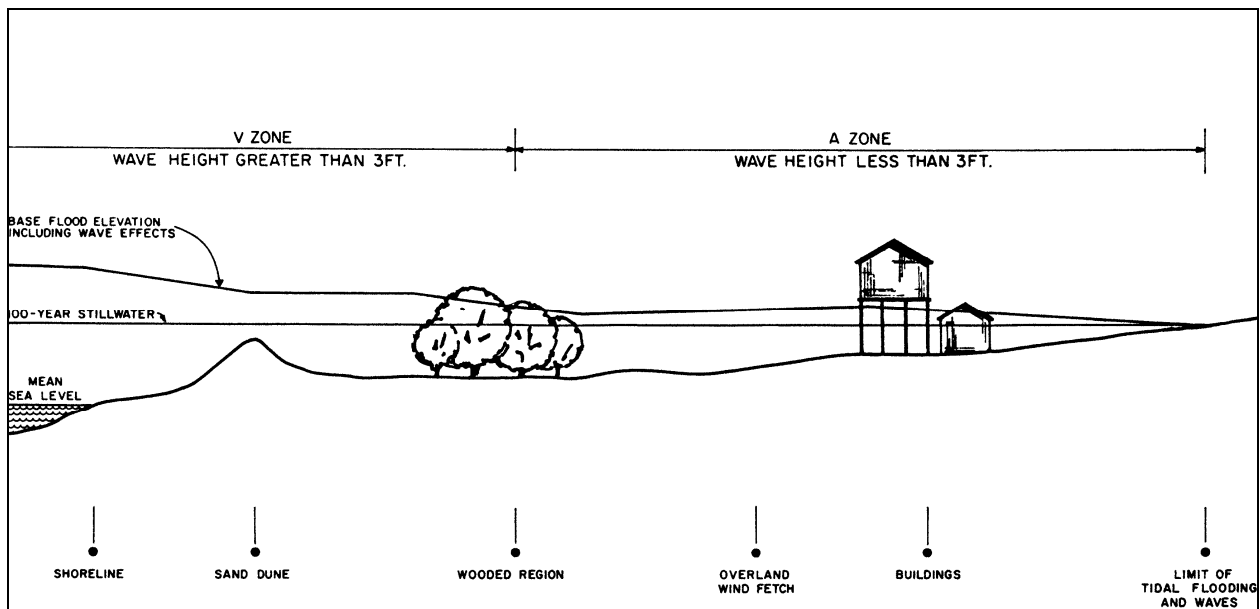 V ZONE
WAVE HEIGHT GREATER THAN 3FT.
A ZONE
WAVE HEIGHT LESS THAN 3FT.
BASE FLOOD ELEVATION
INCLUDING WAVE EFFECTS
100-YEAR STILLWATER
MEAN
SEA LEVEL
SHORELINE
SAND DUNE
WOODED REGION
OVERLAND
WIND FETCH
BUILDINGS
LIMIT OF
TIDAL FLOODING
AND WAVES